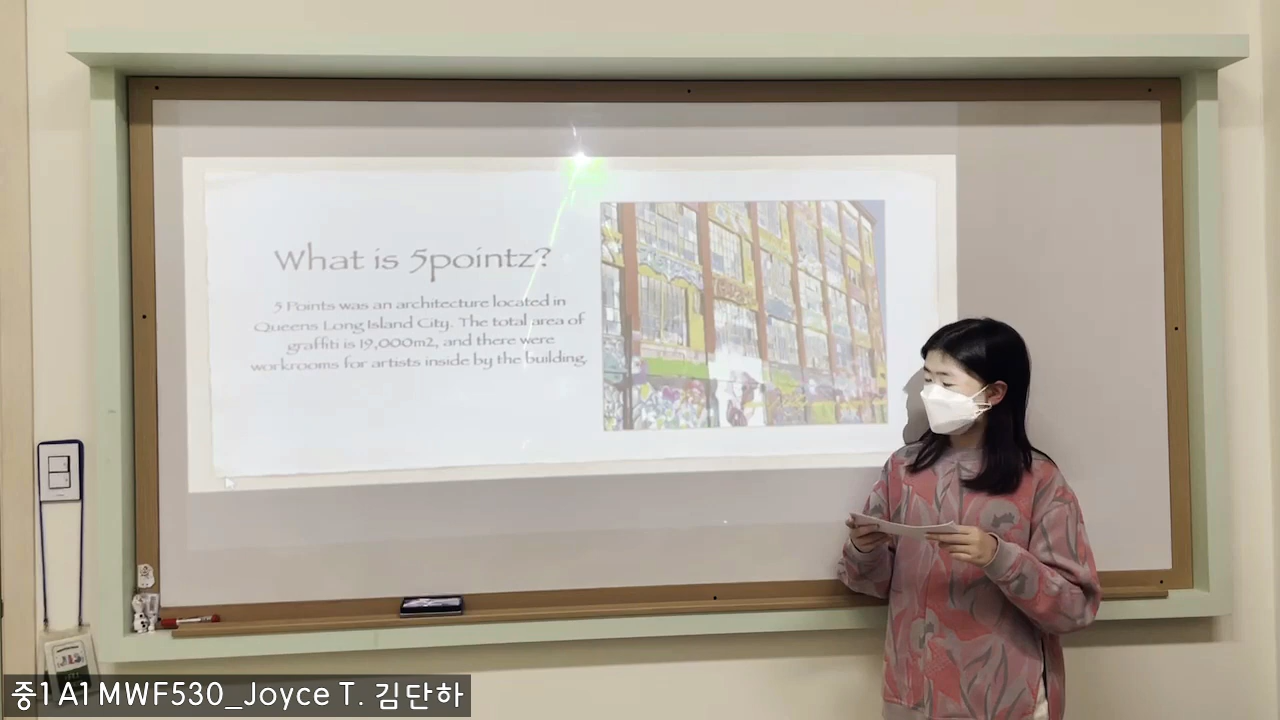 What is 5pointz?
5 Points was an architecture located in
Queens Long Island City. The total area of
graffiti is 19,000m2, and there were
workrooms for artists inside by the building.
중1 A1 MWF530_Joyce T. 김단하